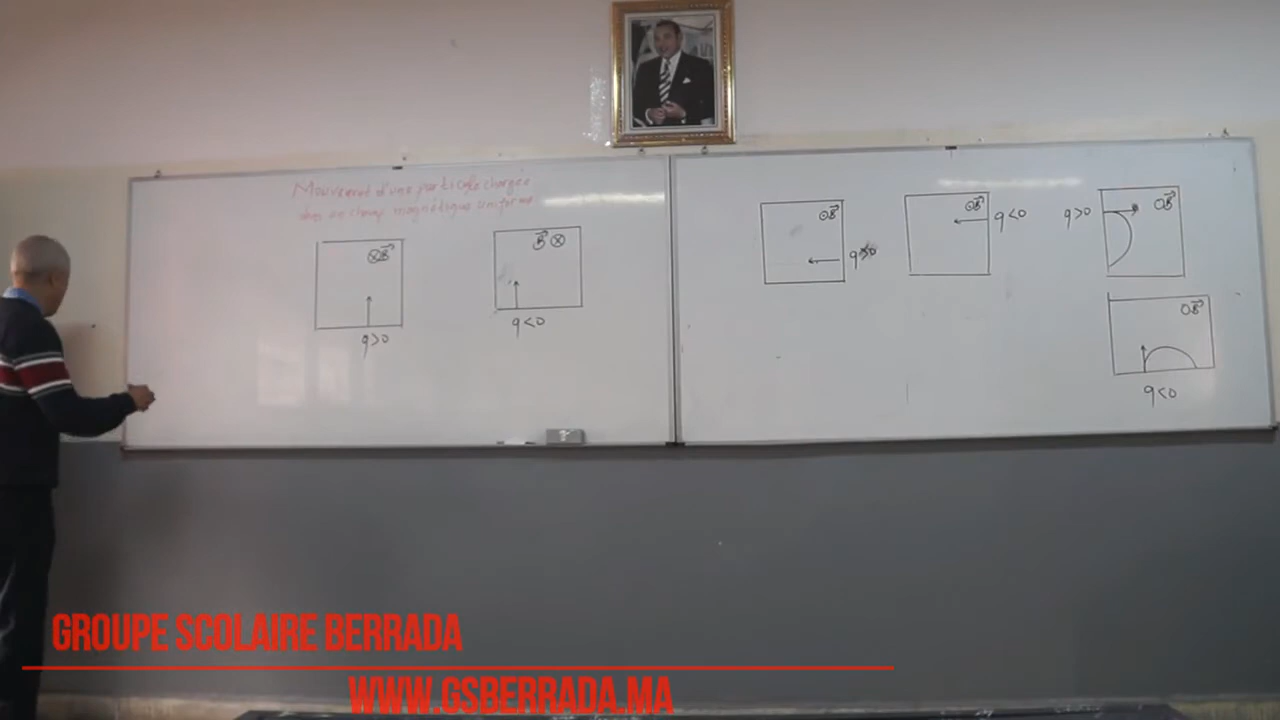 Mouvement d'une particule chargée
dans un champ magnétique uniforme
⊗B⃗
q>0
B⃗ ⊗
q<0
⊙B⃗
⊙B⃗
q<0
q>0
⊙B⃗
⊙B⃗
q<0
GROUPE SCOLAIRE BERRADA
WWW.GSBERRADA.MA